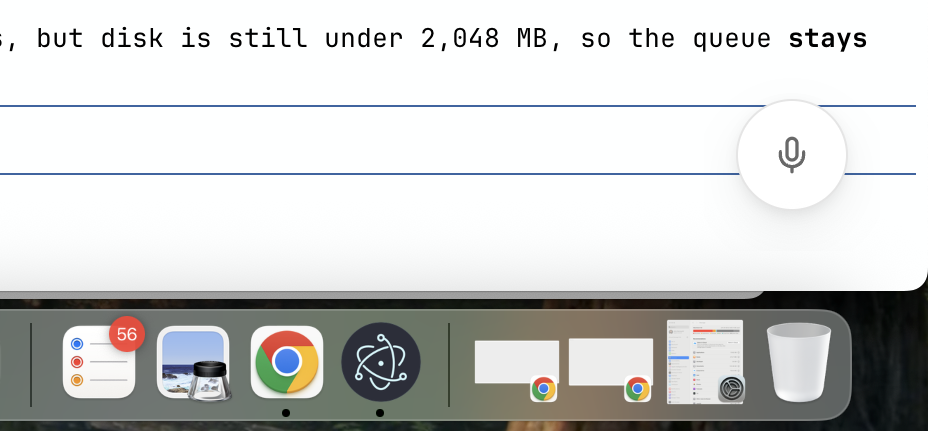 , but disk is still under 2,048 MB, so the queue stays
56